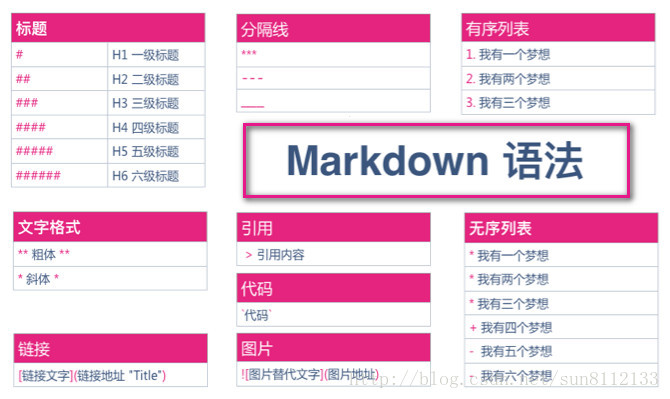 标题
# H1 一级标题
## H2 二级标题
### H3 三级标题
#### H4 四级标题
##### H5 五级标题
###### H6 六级标题
分隔线
***
---
___
有序列表
1. 我有一个梦想
2. 我有两个梦想
3. 我有三个梦想
Markdown 语法
文字格式
** 粗体 **
* 斜体 *
引用
> 引用内容
代码
`代码`
无序列表
* 我有一个梦想
* 我有两个梦想
* 我有三个梦想
+ 我有四个梦想
- 我有五个梦想
- 我有六个梦想
链接
[链接文字](链接地址 "Title")
图片
![图片替代文字](图片地址)
http://blog.csdn.net/sun8112133